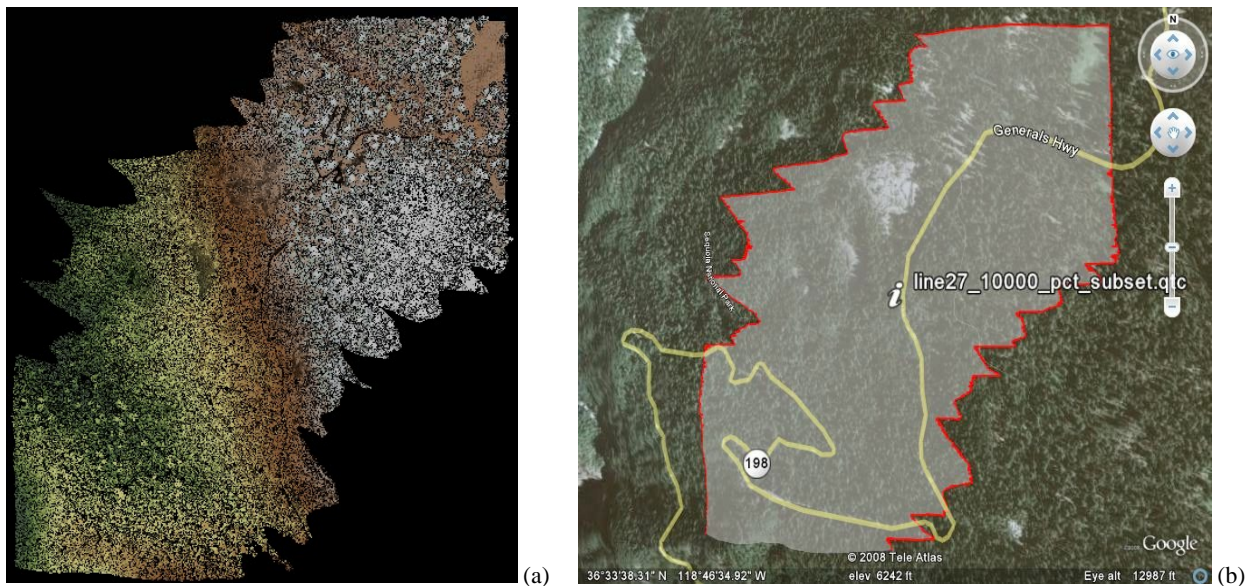 N
Generals Hwy
Sequoia National Park
line27_10000_pct_subset.qtc
198
© 2008 Tele Atlas
Google
36°33'38.31" N 118°46'34.92" W elev 6242 ft Eye alt 12987 ft
(a)
(b)